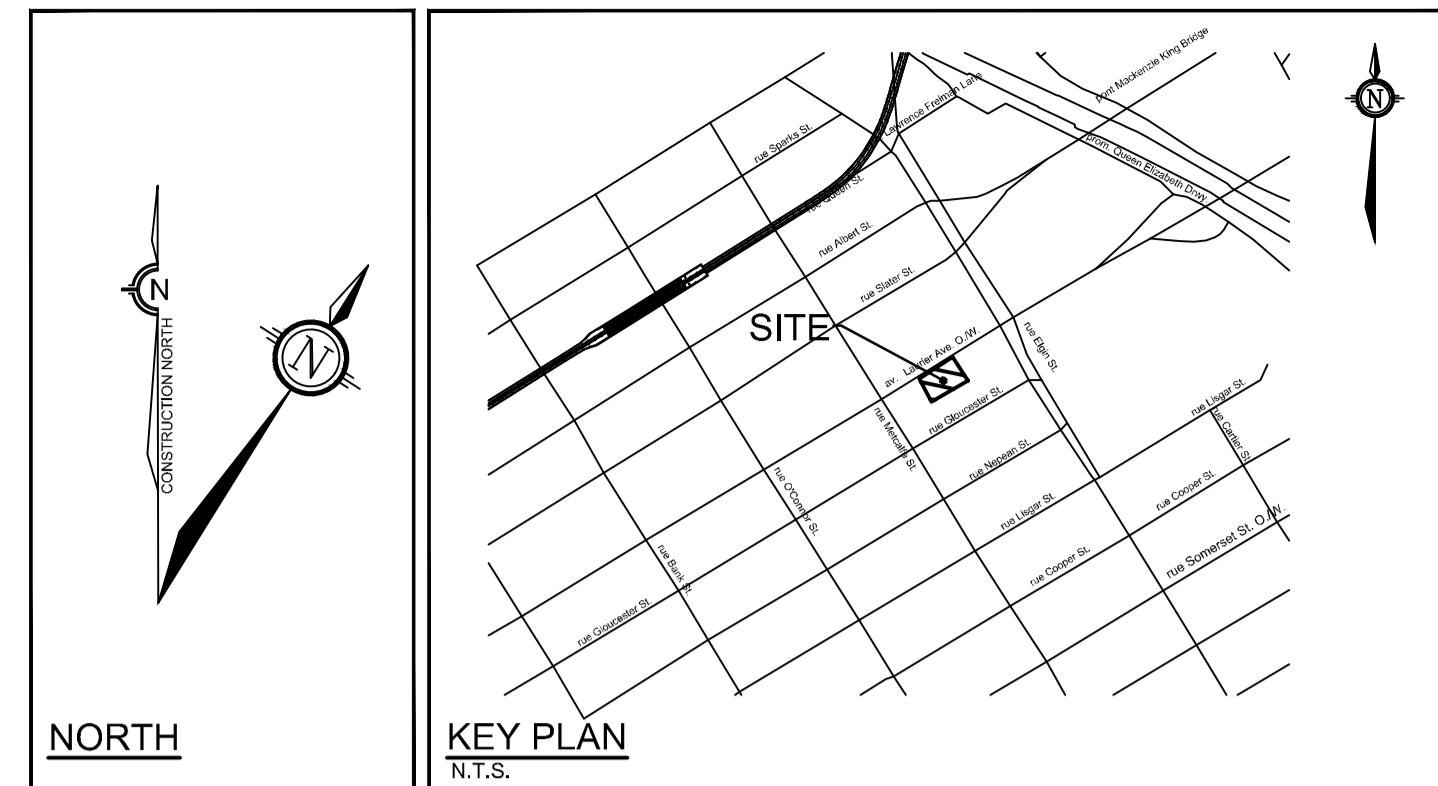 N
CONSTRUCTION NORTH
N
NORTH
pont Mackenzie King Bridge
Lawrence Freiman Lane
rue Sparks St.
prom. Queen Elizabeth Drwy.
rue Queen St.
rue Albert St.
rue Slater St.
SITE
rue Elgin St.
av. Laurier Ave. O./W.
rue Gloucester St.
rue Metcalfe St.
rue Lisgar St.
rue Cartier St.
rue Nepean St.
rue O'Connor St.
rue Cooper St.
rue Lisgar St.
rue Somerset St. O./W.
rue Bank St.
rue Cooper St.
rue Gloucester St.
N
KEY PLAN
N.T.S.